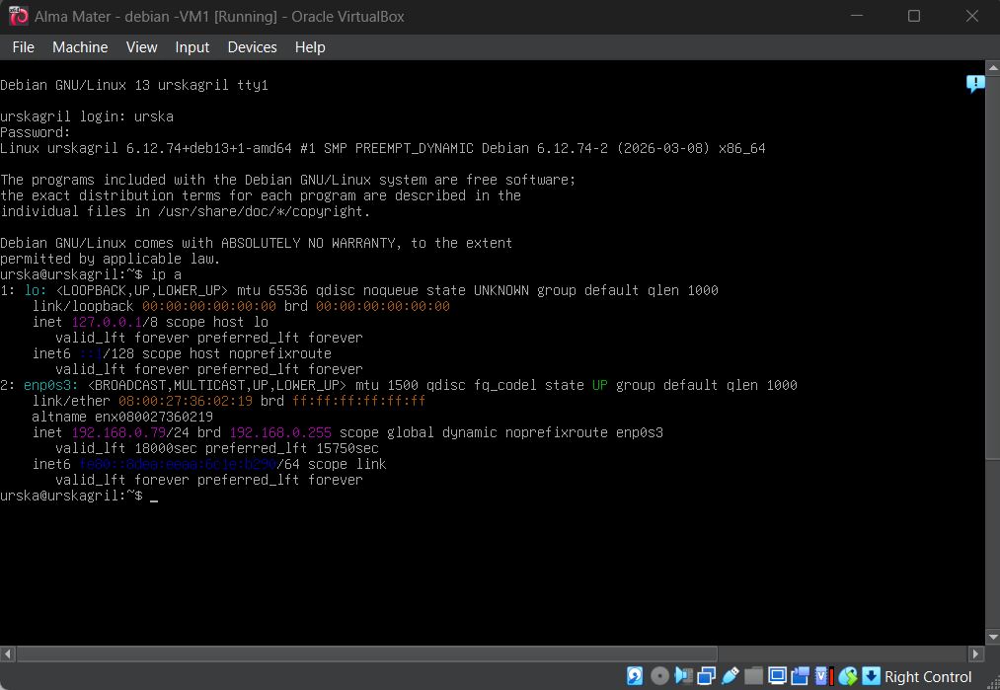 Alma Mater - debian -VM1 [Running] - Oracle VirtualBox
File Machine View Input Devices Help
Debian GNU/Linux 13 urskagril tty1
urskagril login: urska
Password:
Linux urskagril 6.12.74+deb13+1-amd64 #1 SMP PREEMPT_DYNAMIC Debian 6.12.74-2 (2026-03-08) x86_64
The programs included with the Debian GNU/Linux system are free software;
the exact distribution terms for each program are described in the
individual files in /usr/share/doc/*/copyright.
Debian GNU/Linux comes with ABSOLUTELY NO WARRANTY, to the extent
permitted by applicable law.
urska@urskagril:~$ ip a
1: lo: <LOOPBACK,UP,LOWER_UP> mtu 65536 qdisc noqueue state UNKNOWN group default qlen 1000
link/loopback 00:00:00:00:00:00 brd 00:00:00:00:00:00
inet 127.0.0.1/8 scope host lo
valid_lft forever preferred_lft forever
inet6 ::1/128 scope host noprefixroute
valid_lft forever preferred_lft forever
2: enp0s3: <BROADCAST,MULTICAST,UP,LOWER_UP> mtu 1500 qdisc fq_codel state UP group default qlen 1000
link/ether 08:00:27:36:02:19 brd ff:ff:ff:ff:ff:ff
altname enx080027360219
inet 192.168.0.79/24 brd 192.168.0.255 scope global dynamic noprefixroute enp0s3
valid_lft 18000sec preferred_lft 15750sec
inet6 /64 scope link
valid_lft forever preferred_lft forever
urska@urskagril:~$ _
Right Control